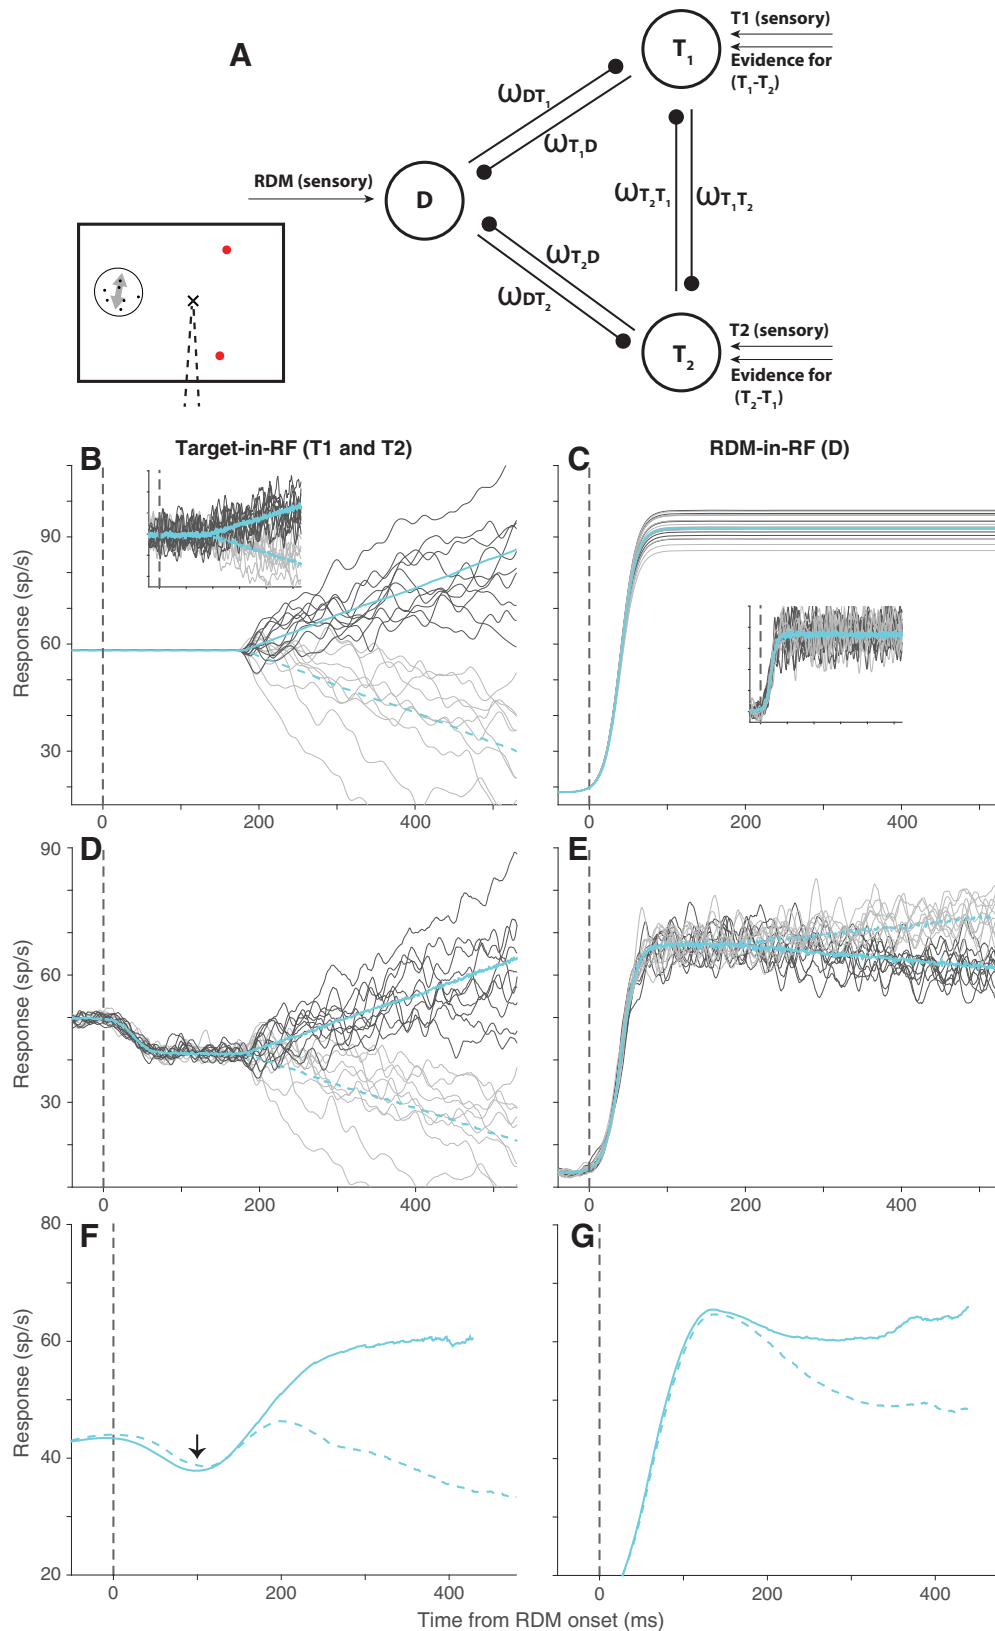 A
T1 (sensory)
T1
Evidence for
(T1-T2)
ωDT1
ωT1D
RDM (sensory)
D
ωT2T1
ωT1T2
ωT2D
ωDT2
T2 (sensory)
T2
Evidence for
(T2-T1)
Target-in-RF (T1 and T2)
RDM-in-RF (D)
B
C
90
60
30
Response (sp/s)
0
200
400
0
200
400
D
E
90
60
30
Response (sp/s)
0
200
400
0
200
400
F
G
80
60
40
20
Response (sp/s)
0
200
400
0
200
400
Time from RDM onset (ms)